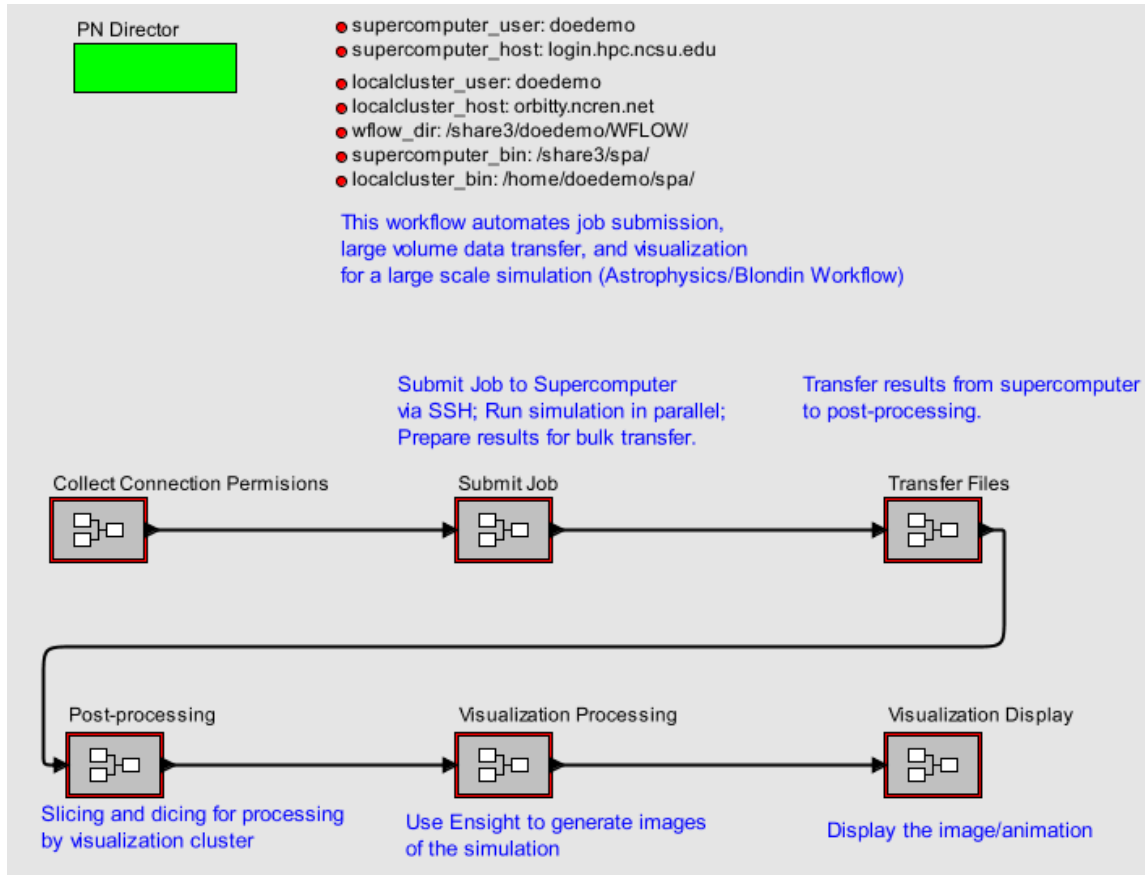 PN Director
supercomputer_user: doedemo
supercomputer_host: login.hpc.ncsu.edu
localcluster_user: doedemo
localcluster_host: orbitty.ncren.net
wflow_dir: /share3/doedemo/WFLOW/
supercomputer_bin: /share3/spa/
localcluster_bin: /home/doedemo/spa/
This workflow automates job submission,
large volume data transfer, and visualization
for a large scale simulation (Astrophysics/Blondin Workflow)
Submit Job to Supercomputer
via SSH; Run simulation in parallel;
Prepare results for bulk transfer.
Transfer results from supercomputer
to post-processing.
Collect Connection Permisions
Submit Job
Transfer Files
Post-processing
Visualization Processing
Visualization Display
Slicing and dicing for processing
by visualization cluster
Use Ensight to generate images
of the simulation
Display the image/animation